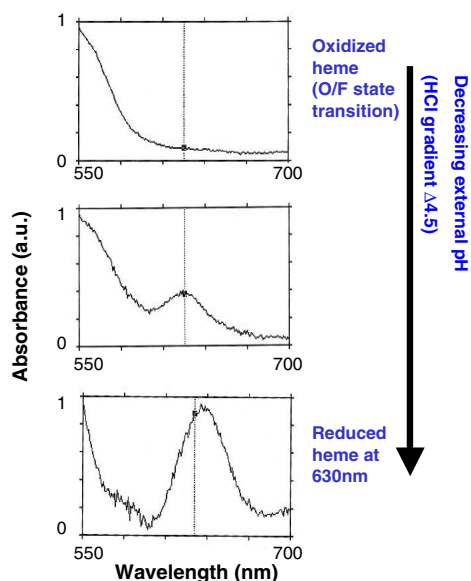 1
0
550
700
Oxidized
heme
(O/F state
transition)
1
0
550
700
1
0
550
700
Reduced
heme at
630nm
Absorbance (a.u.)
Wavelength (nm)
Decreasing external pH
(HCl gradient Δ4.5)